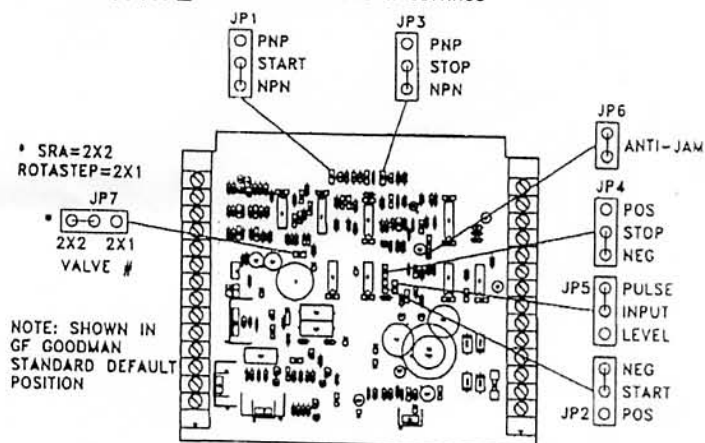 JP1
PNP
START
NPN
JP3
PNP
STOP
NPN
JP6
ANTI-JAM
* SRA=2X2
ROTASTEP=2X1
JP7
*
2X2 2X1
VALVE #
JP4
POS
STOP
NEG
JP5
PULSE
INPUT
LEVEL
NOTE: SHOWN IN
GF GOODMAN
STANDARD DEFAULT
POSITION
NEG
START
JP2 POS